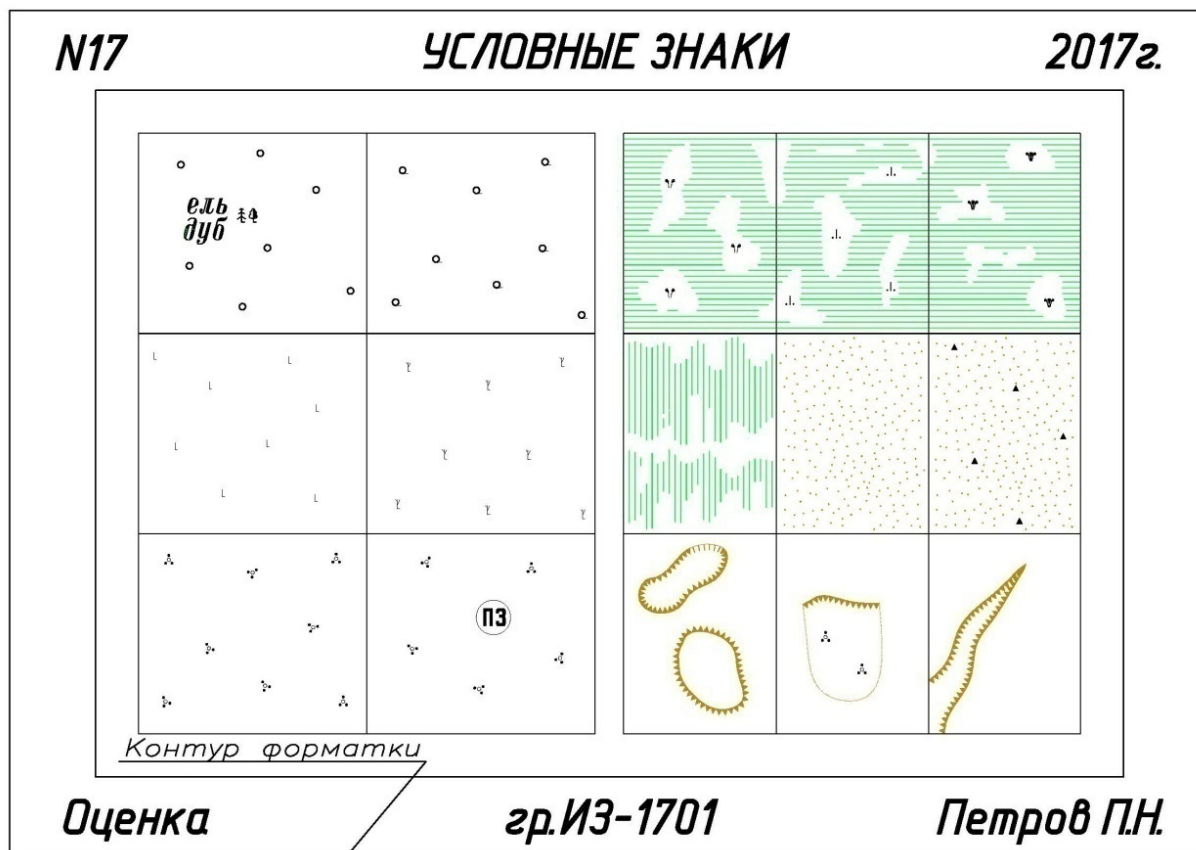 N17 УСЛОВНЫЕ ЗНАКИ 2017г.
ель
дуб
ПЗ
Контур форматки
Оценка гр.ИЗ-1701 Петров П.Н.